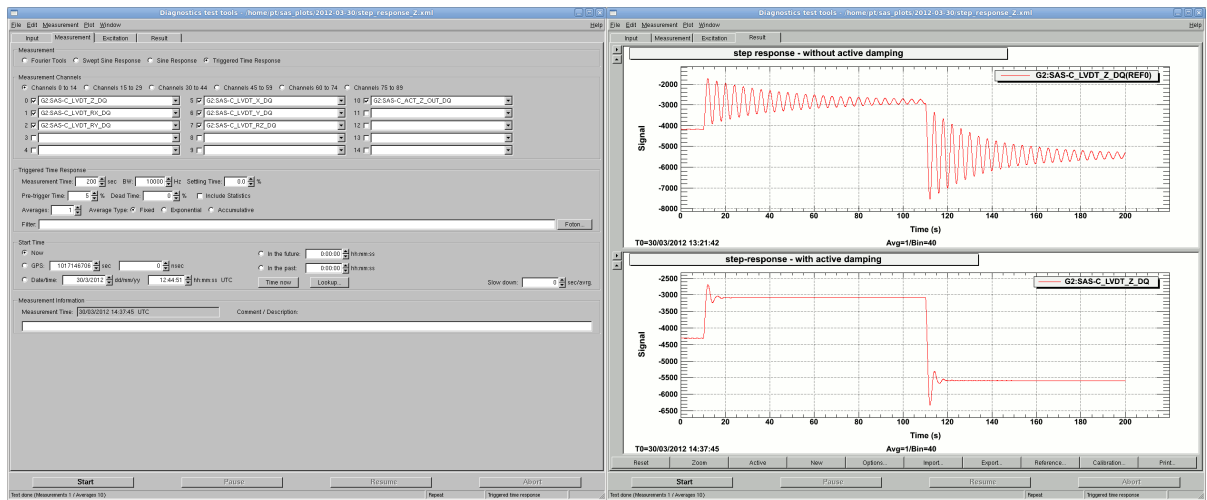 Diagnostics test tools - /home/pt/sas_plots/2012-03-30/step_response_Z.xml
File Edit Measurement Plot Window Help
Input Measurement Excitation Result
Measurement
Fourier Tools Swept Sine Response Sine Response Triggered Time Response
Measurement Channels
Channels 0 to 14 Channels 15 to 29 Channels 30 to 44 Channels 45 to 59 Channels 60 to 74 Channels 75 to 89
0 G2:SAS-C_LVDT_Z_DQ 5 G2:SAS-C_LVDT_X_DQ 10 G2:SAS-C_ACT_Z_OUT_DQ
1 G2:SAS-C_LVDT_RX_DQ 6 G2:SAS-C_LVDT_Y_DQ 11
2 G2:SAS-C_LVDT_RY_DQ 7 G2:SAS-C_LVDT_RZ_DQ 12
3 8 13
4 9 14
Triggered Time Response
Measurement Time: 200 sec BW: 10000 Hz Settling Time: 0.0 %
Pre-trigger Time: 5 % Dead Time: 0 % Include Statistics
Averages: 1 Average Type: Fixed Exponential Accumulative
Filter: Foton...
Start Time
Now In the future: 0:00:00 hh:mm:ss
GPS: 1017146706 sec 0 nsec In the past: 0:00:00 hh:mm:ss
Date/time: 30/3/2012 dd/mm/yy 12:44:51 hh:mm:ss UTC Time now Lookup... Slow down: 0 sec/avrg.
Measurement Information
Measurement Time: 30/03/2012 14:37:45 UTC Comment / Description:
Start Pause Resume Abort
Test done (Measurements 1 / Averages 10) Repeat Triggered time response
Diagnostics test tools - /home/pt/sas_plots/2012-03-30/step_response_Z.xml
File Edit Measurement Plot Window Help
Input Measurement Excitation Result
step response - without active damping
G2:SAS-C_LVDT_Z_DQ(REF0)
-2000
-3000
-4000
-5000
-6000
-7000
-8000
Signal
0 20 40 60 80 100 120 140 160 180 200 220
Time (s)
T0=30/03/2012 13:21:42 Avg=1/Bin=40
step-response - with active damping
G2:SAS-C_LVDT_Z_DQ
-2500
-3000
-3500
-4000
-4500
-5000
-5500
-6000
-6500
Signal
0 20 40 60 80 100 120 140 160 180 200 220
Time (s)
T0=30/03/2012 14:37:45 Avg=1/Bin=40
Reset Zoom Active New Options... Import... Export... Reference... Calibration... Print...
Start Pause Resume Abort
Test done (Measurements 1 / Averages 10) Repeat Triggered time response